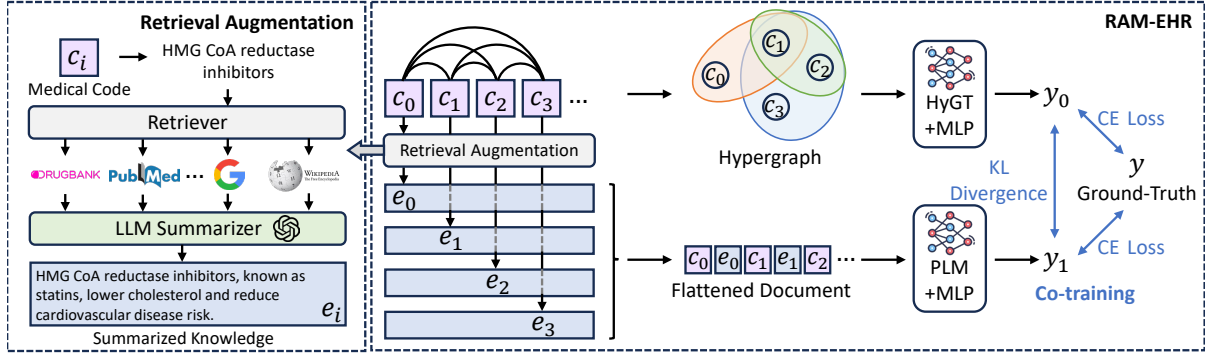 Retrieval Augmentation
c_i
Medical Code
HMG CoA reductase
inhibitors
Retriever
DRUGBANK
PubMed
...
G
WIKIPEDIA
The Free Encyclopedia
LLM Summarizer
HMG CoA reductase inhibitors, known as
statins, lower cholesterol and reduce
cardiovascular disease risk.
e_i
Summarized Knowledge
RAM-EHR
c_0 c_1 c_2 c_3 ...
Retrieval Augmentation
e_0
e_1
e_2
e_3
c_0 c_1 c_2 c_3
Hypergraph
HyGT
+MLP
y_0
CE Loss
KL
Divergence
y
Ground-Truth
CE Loss
c_0 e_0 c_1 e_1 c_2 ...
Flattened Document
PLM
+MLP
y_1
Co-training